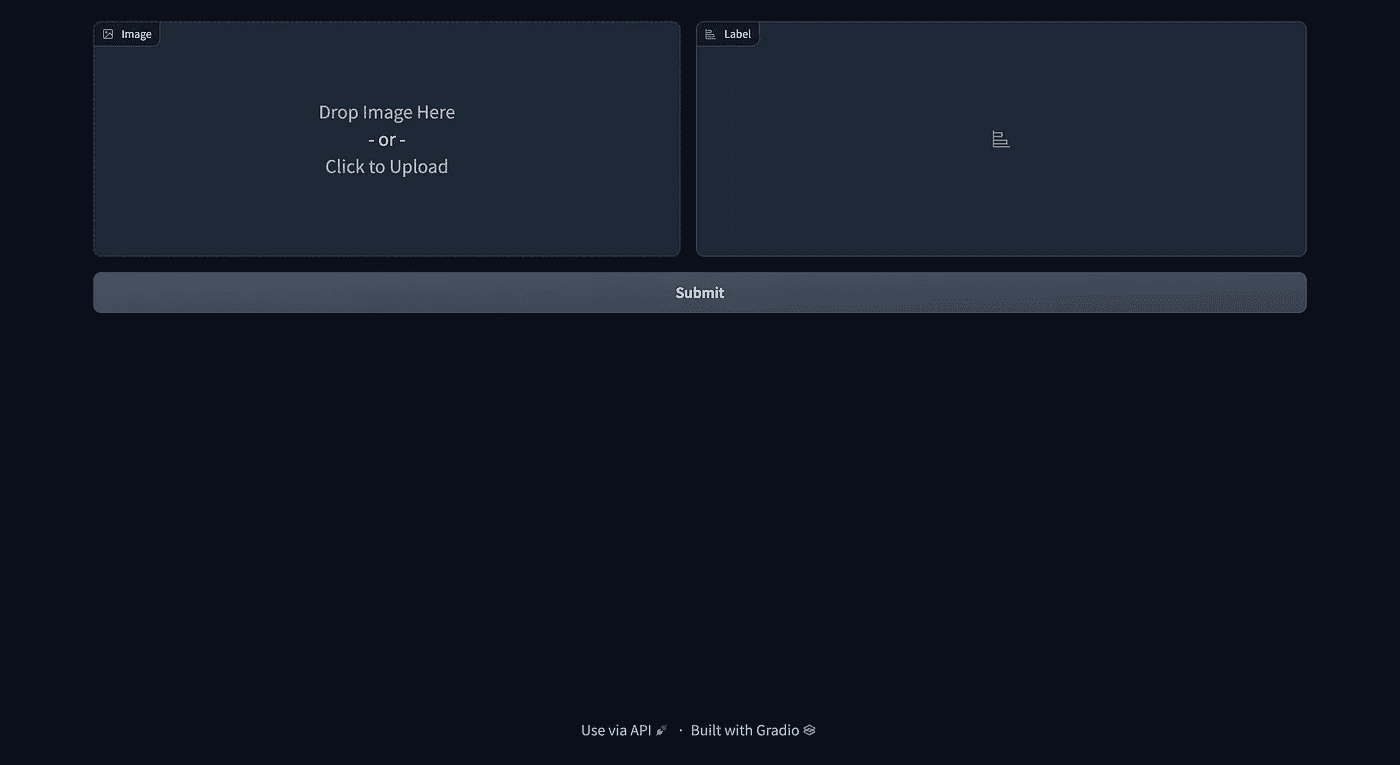 Image
Label
Drop Image Here
- or -
Click to Upload
Submit
Use via API · Built with Gradio